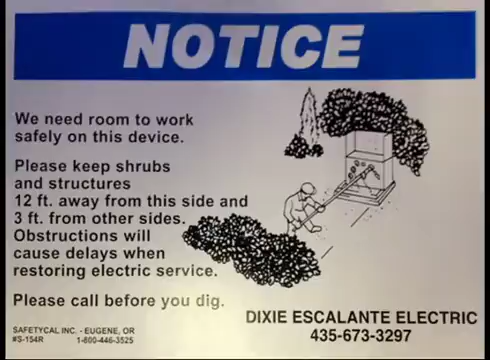 NOTICE
We need room to work
safely on this device.
Please keep shrubs
and structures
12 ft. away from this side and
3 ft. from other sides.
Obstructions will
cause delays when
restoring electric service.
Please call before you dig.
DIXIE ESCALANTE ELECTRIC
435-673-3297
SAFETYCAL INC. - EUGENE, OR
#S-154R 1-800-446-3525